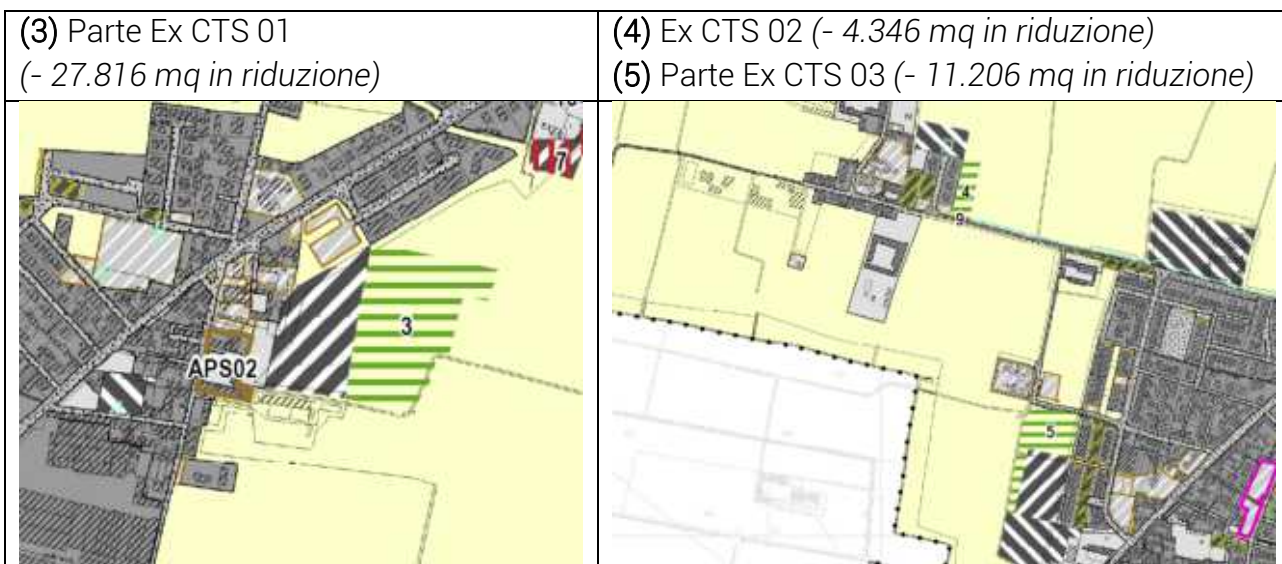 (3) Parte Ex CTS 01
(- 27.816 mq in riduzione)
(4) Ex CTS 02 (- 4.346 mq in riduzione)
(5) Parte Ex CTS 03 (- 11.206 mq in riduzione)
7
3
APS02
4
9
5